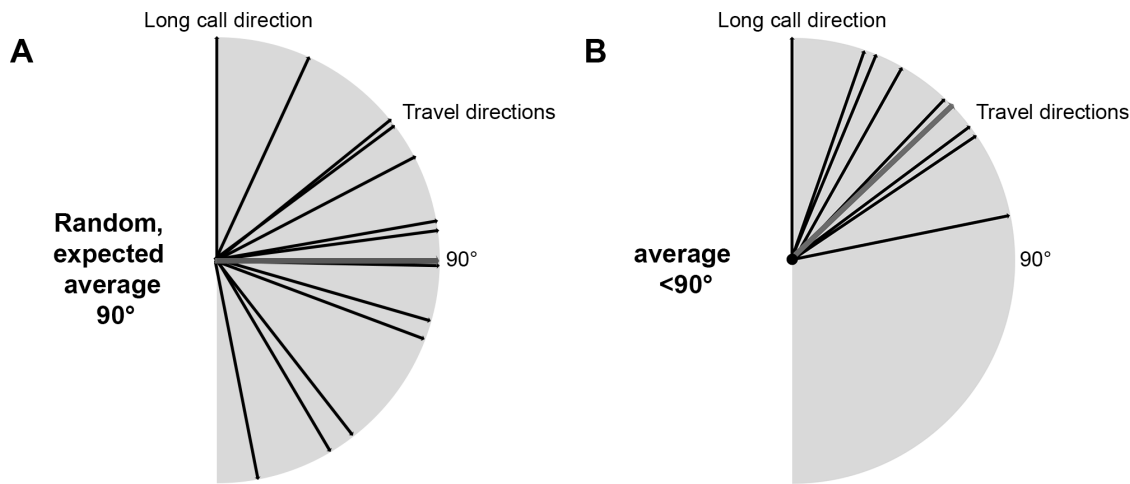 A
Long call direction
Travel directions
Random,
expected
average
90°
90°
B
Long call direction
Travel directions
average
<90°
90°